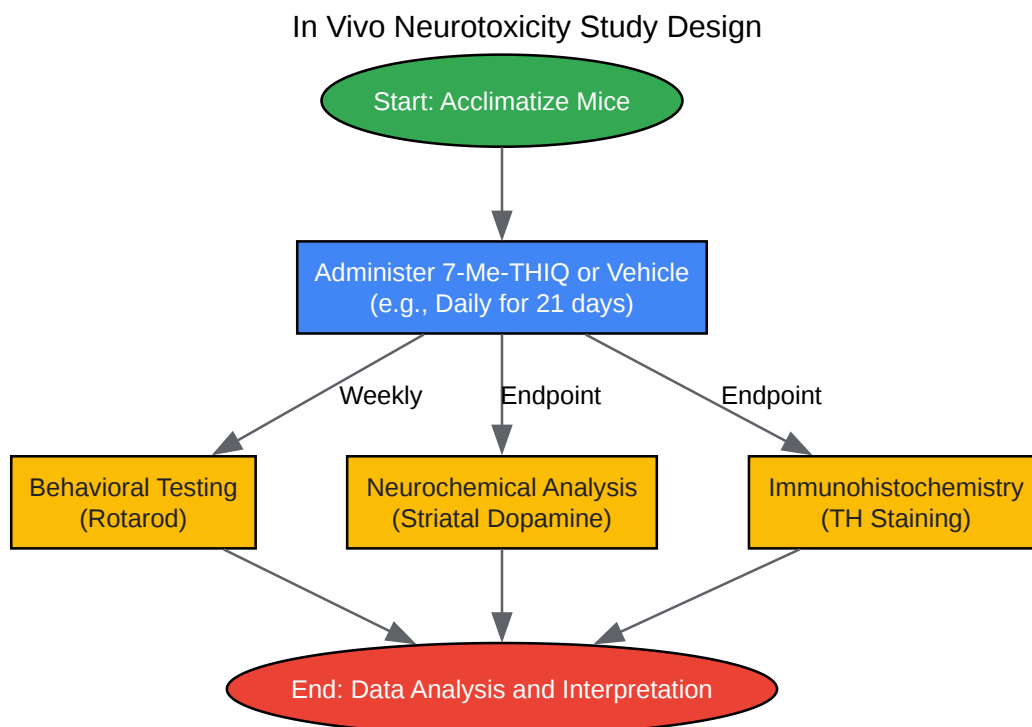 In Vivo Neurotoxicity Study Design
Start: Acclimatize Mice
Administer 7-Me-THIQ or Vehicle
(e.g., Daily for 21 days)
Weekly
Endpoint
Endpoint
Behavioral Testing
(Rotarod)
Neurochemical Analysis
(Striatal Dopamine)
Immunohistochemistry
(TH Staining)
End: Data Analysis and Interpretation